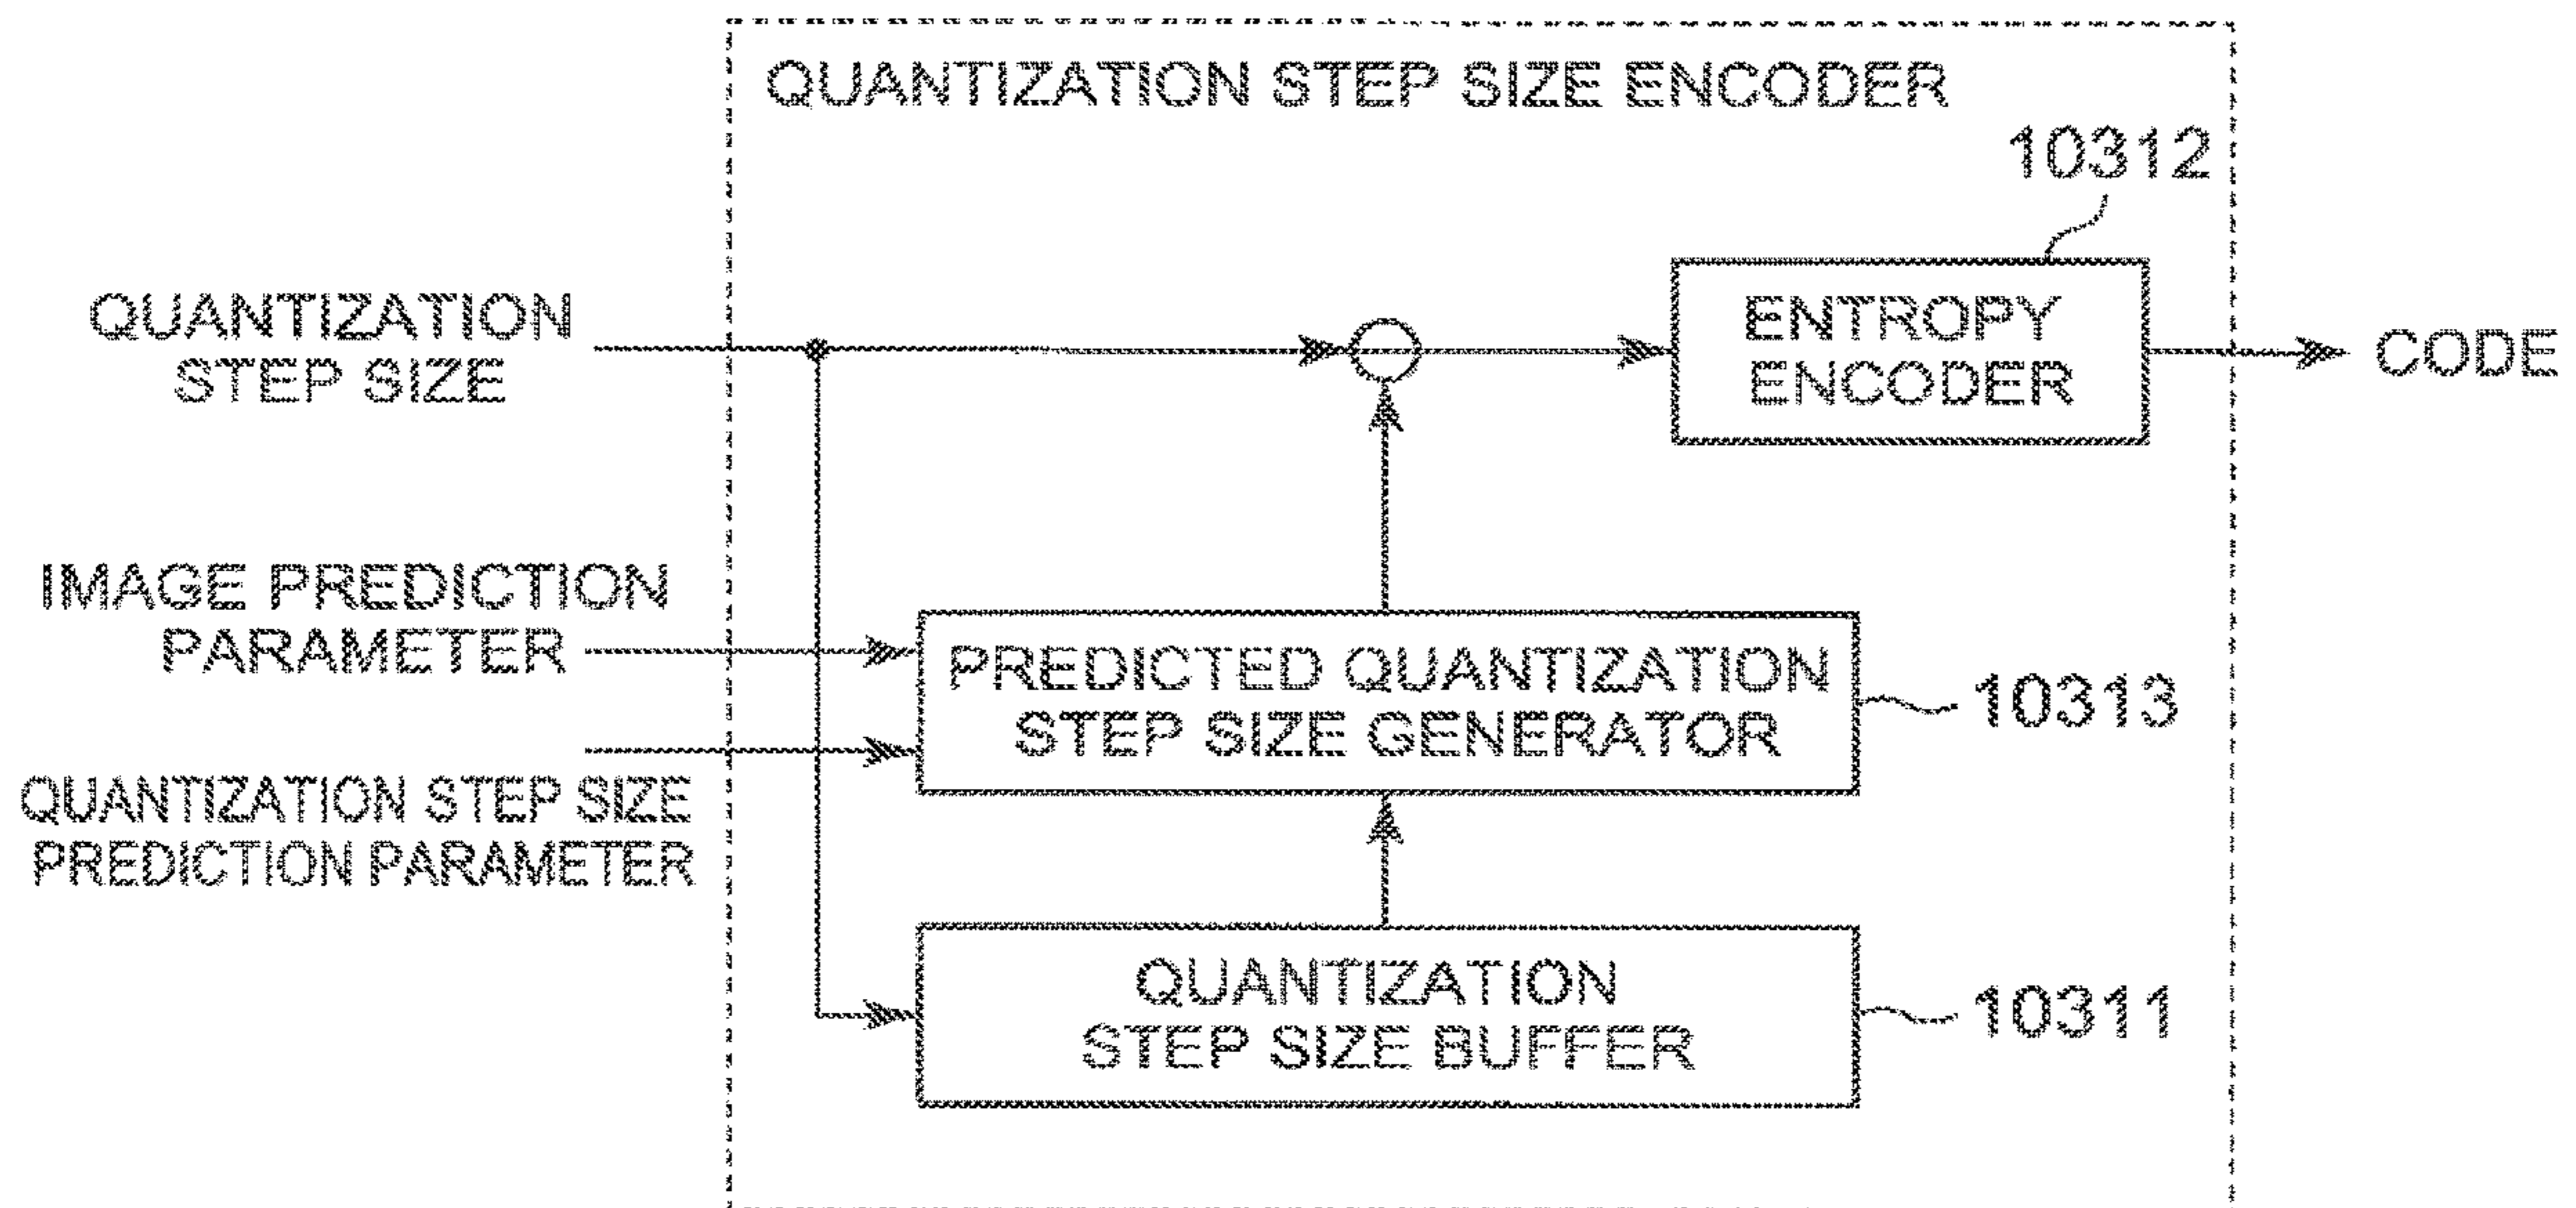 QUANTIZATION STEP SIZE ENCODER
10312
QUANTIZATION
STEP SIZE
ENTROPY
ENCODER
CODE
IMAGE PREDICTION
PARAMETER
PREDICTED QUANTIZATION
STEP SIZE GENERATOR
10313
QUANTIZATION STEP SIZE
PREDICTION PARAMETER
QUANTIZATION
STEP SIZE BUFFER
10311